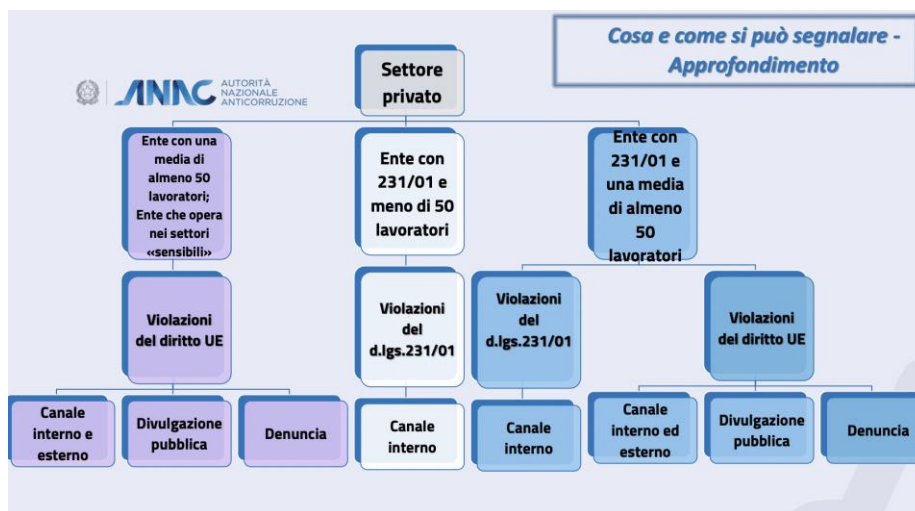 Cosa e come si può segnalare -
Approfondimento
ANAC
AUTORITÀ
NAZIONALE
ANTICORRUZIONE
Settore
privato
Ente con una
media di
almeno 50
lavoratori;
Ente che opera
nei settori
«sensibili»
Ente con
231/01 e
meno di 50
lavoratori
Ente con
231/01 e
una media
di almeno
50
lavoratori
Violazioni
del diritto UE
Violazioni
del
d.lgs.231/01
Violazioni
del
d.lgs.231/01
Violazioni
del diritto UE
Canale
interno e
esterno
Divulgazione
pubblica
Denuncia
Canale
interno
Canale
interno
Canale
interno ed
esterno
Divulgazione
pubblica
Denuncia